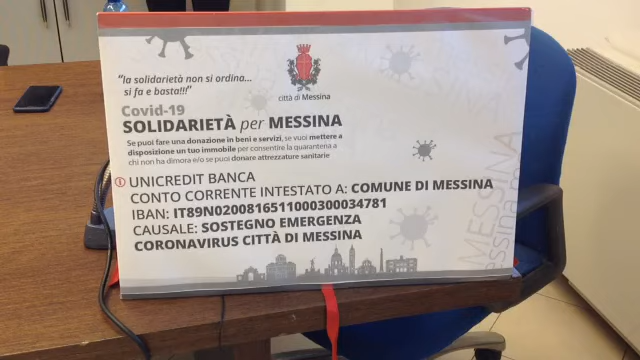 "la solidarietà non si ordina...
si fa e basta!!!"
città di Messina
Covid-19
SOLIDARIETÀ per MESSINA
Se puoi fare una donazione in beni e servizi, se vuoi mettere a
disposizione un tuo immobile per consentire la quarantena a
chi non ha dimora e/o se puoi donare attrezzature sanitarie
UNICREDIT BANCA
CONTO CORRENTE INTESTATO A: COMUNE DI MESSINA
IBAN: IT89N0200816511000300034781
CAUSALE: SOSTEGNO EMERGENZA
CORONAVIRUS CITTÀ DI MESSINA
MESSINA